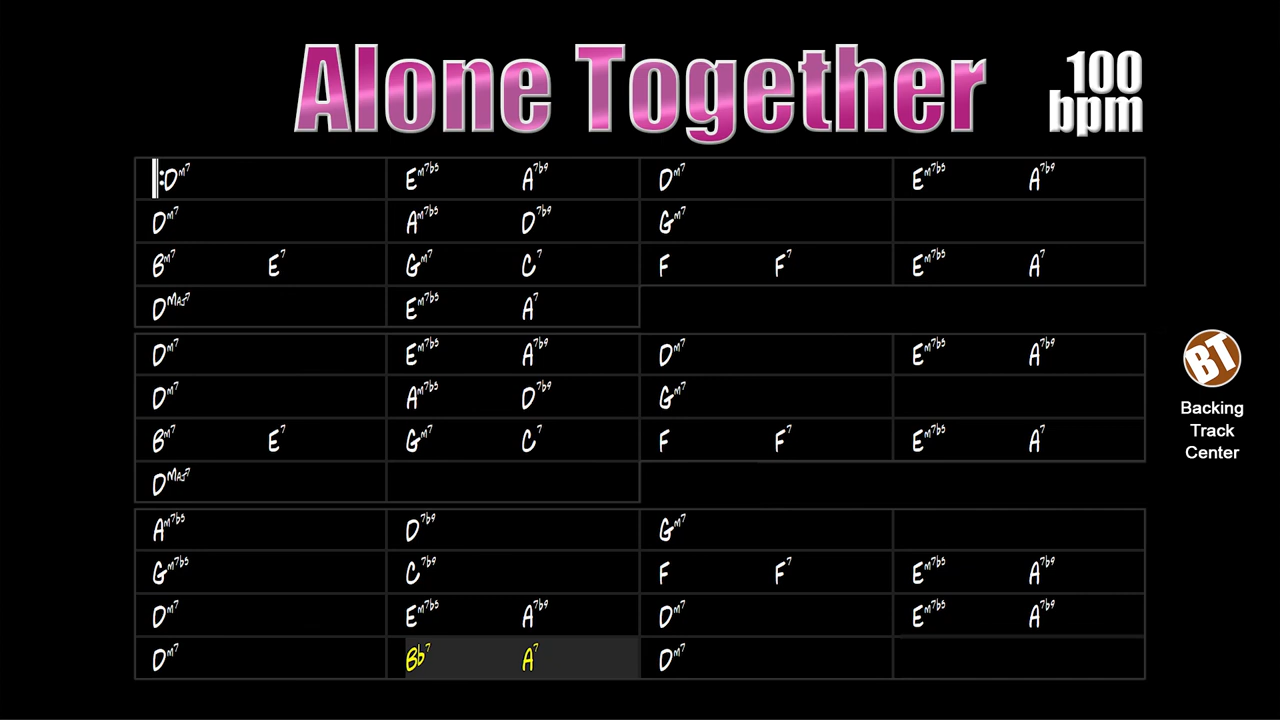 Alone Together
100
bpm
Dm7 Em7b5 A7b9 Dm7 Em7b5 A7b9
Dm7 Am7b5 D7b9 Gm7
Bm7 E7 Gm7 C7 F F7 Em7b5 A7
DMaj7 Em7b5 A7
Dm7 Em7b5 A7b9 Dm7 Em7b5 A7b9
Dm7 Am7b5 D7b9 Gm7
Bm7 E7 Gm7 C7 F F7 Em7b5 A7
DMaj7
Am7b5 D7b9 Gm7
Gm7b5 C7b9 F F7 Em7b5 A7b9
Dm7 Em7b5 A7b9 Dm7 Em7b5 A7b9
Dm7 Bb7 A7 Dm7
BT
Backing
Track
Center